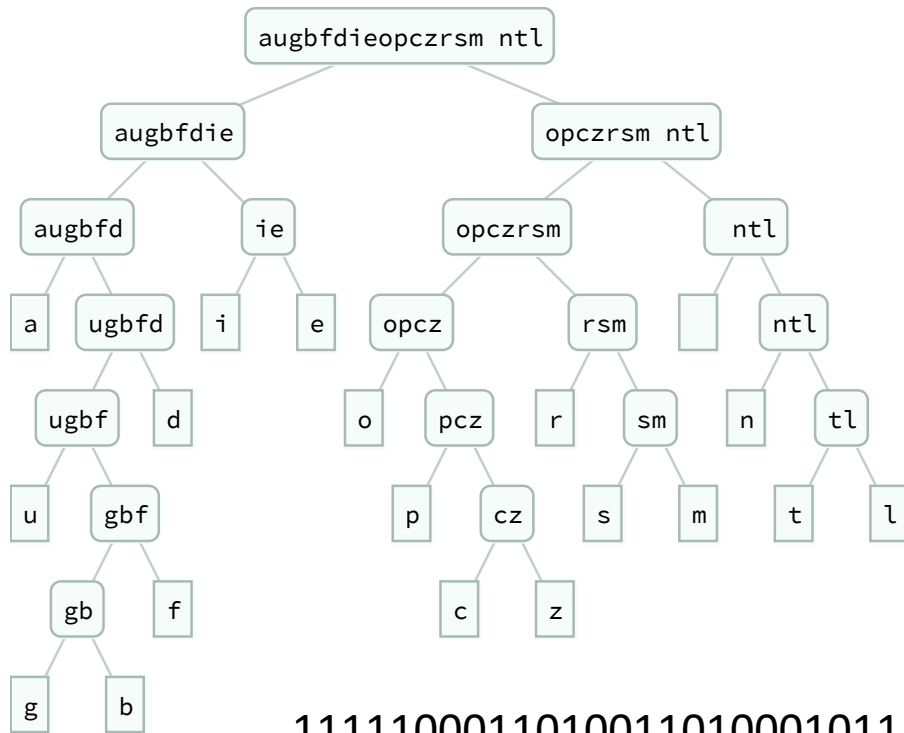 augbfdieopczrsm ntl
augbfdie opczrsm ntl
augbfd ie opczrsm ntl
a ugbfd i e opcz rsm ntl
ugbf d o pcz r sm n tl
u gbf p cz s m t l
gb f c z
g b
1111100011010011010001011